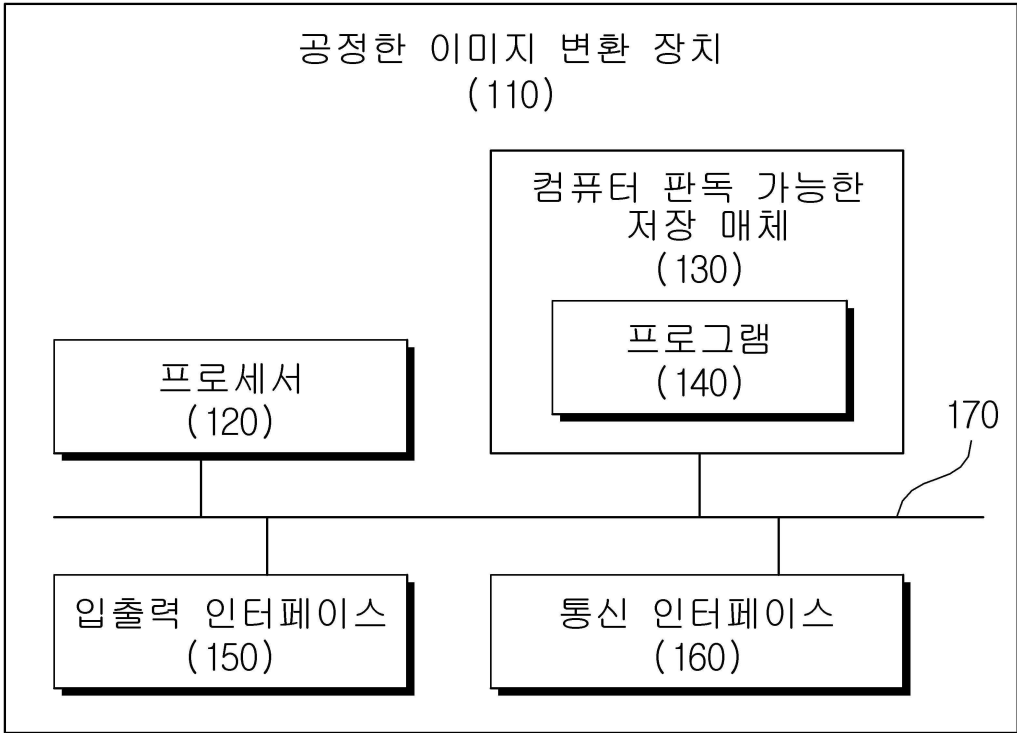 공정한 이미지 변환 장치
(110)
컴퓨터 판독 가능한
저장 매체
(130)
프로그램
(140)
프로세서
(120)
170
입출력 인터페이스
(150)
통신 인터페이스
(160)